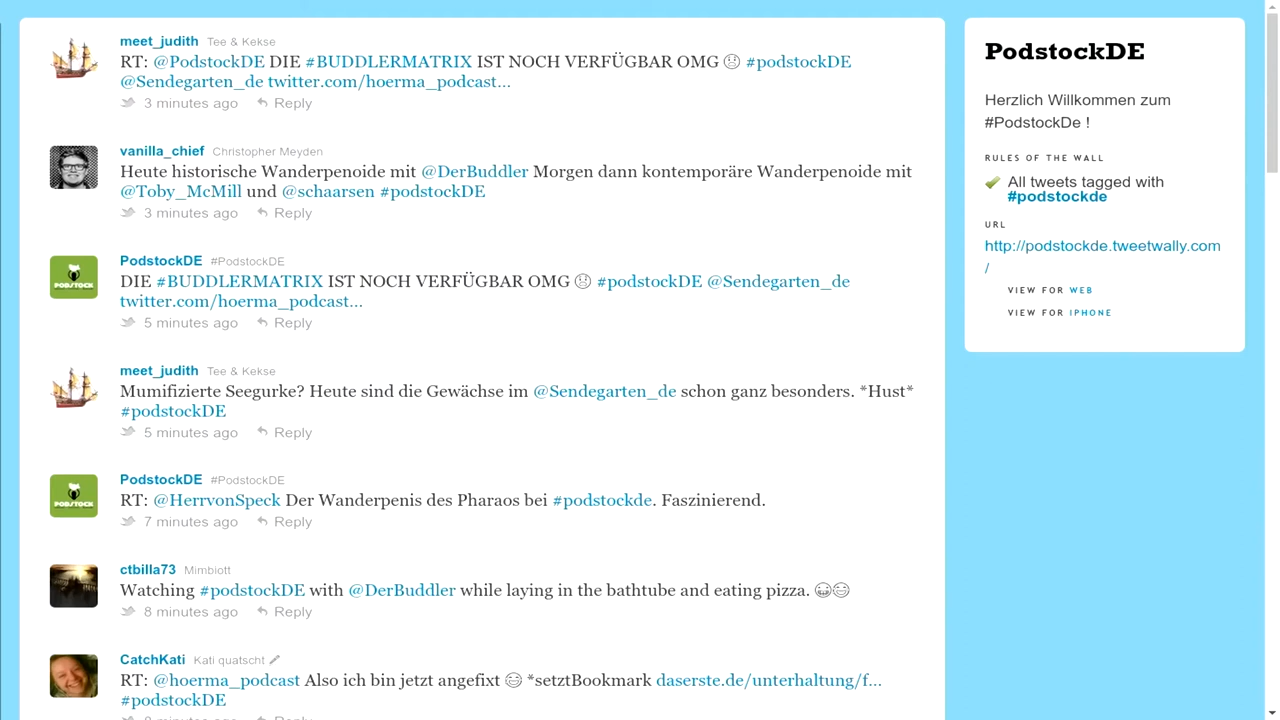 meet_judith Tee & Kekse
RT: @PodstockDE DIE #BUDDLERMATRIX IST NOCH VERFÜGBAR OMG 😧 #podstockDE
@Sendegarten_de twitter.com/hoerma_podcast…
3 minutes ago Reply
vanilla_chief Christopher Meyden
Heute historische Wanderpenoide mit @DerBuddler Morgen dann kontemporäre Wanderpenoide mit
@Toby_McMill und @schaarsen #podstockDE
3 minutes ago Reply
PodstockDE #PodstockDE
PODSTOCK
DIE #BUDDLERMATRIX IST NOCH VERFÜGBAR OMG 😧 #podstockDE @Sendegarten_de
twitter.com/hoerma_podcast…
5 minutes ago Reply
meet_judith Tee & Kekse
Mumifizierte Seegurke? Heute sind die Gewächse im @Sendegarten_de schon ganz besonders. *Hust*
#podstockDE
5 minutes ago Reply
PodstockDE #PodstockDE
PODSTOCK
RT: @HerrvonSpeck Der Wanderpenis des Pharaos bei #podstockde. Faszinierend.
7 minutes ago Reply
ctbilla73 Mimbiott
Watching #podstockDE with @DerBuddler while laying in the bathtube and eating pizza. 😀😄
8 minutes ago Reply
CatchKati Kati quatscht
RT: @hoerma_podcast Also ich bin jetzt angefixt 😄 *setztBookmark daserste.de/unterhaltung/f…
#podstockDE
8 minutes ago Reply
PodstockDE
Herzlich Willkommen zum
#PodstockDe !
RULES OF THE WALL
All tweets tagged with
#podstockde
URL
http://podstockde.tweetwally.com
/
VIEW FOR WEB
VIEW FOR IPHONE